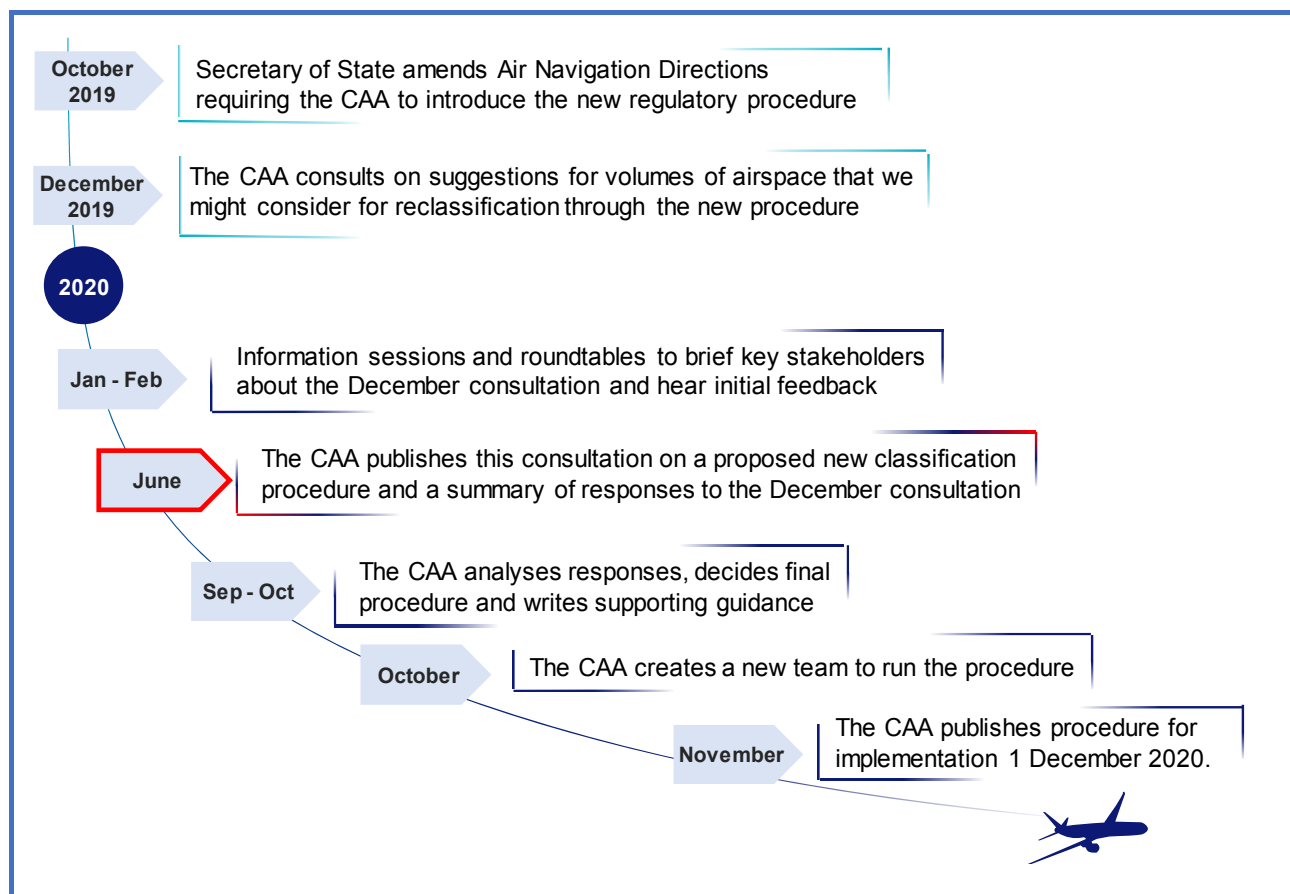 October
2019
Secretary of State amends Air Navigation Directions
requiring the CAA to introduce the new regulatory procedure
December
2019
The CAA consults on suggestions for volumes of airspace that we
might consider for reclassification through the new procedure
2020
Jan - Feb
Information sessions and roundtables to brief key stakeholders
about the December consultation and hear initial feedback
June
The CAA publishes this consultation on a proposed new classification
procedure and a summary of responses to the December consultation
Sep - Oct
The CAA analyses responses, decides final
procedure and writes supporting guidance
October
The CAA creates a new team to run the procedure
November
The CAA publishes procedure for
implementation 1 December 2020.